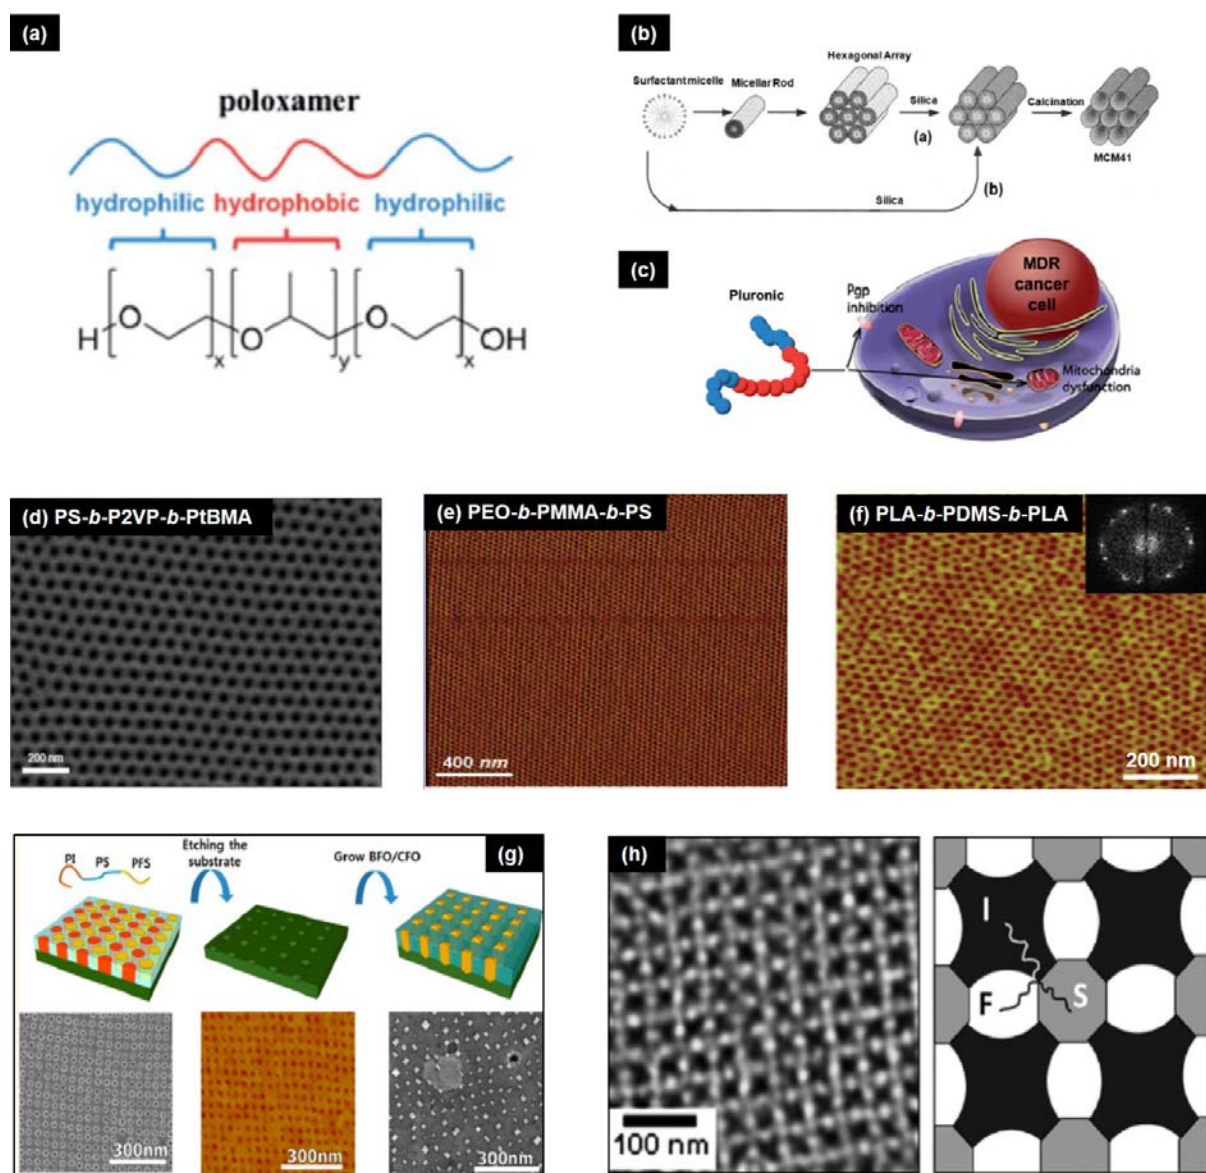 (a)
poloxamer
hydrophilic hydrophobic hydrophilic
H O x O y O x OH
(b)
Hexagonal Array
Surfactant micelle
Micellar Rod
Silica
Calcination
(a)
MCM41
(b)
Silica
(c)
MDR
cancer
cell
Pgp
inhibition
Pluronic
Mitochondria
dysfunction
(d) PS-b-P2VP-b-PtBMA
200 nm
(e) PEO-b-PMMA-b-PS
400 nm
(f) PLA-b-PDMS-b-PLA
200 nm
(g)
PI PS PFS
Etching the
substrate
Grow BFO/CFO
300nm
300nm
300nm
(h)
100 nm
I
F
S